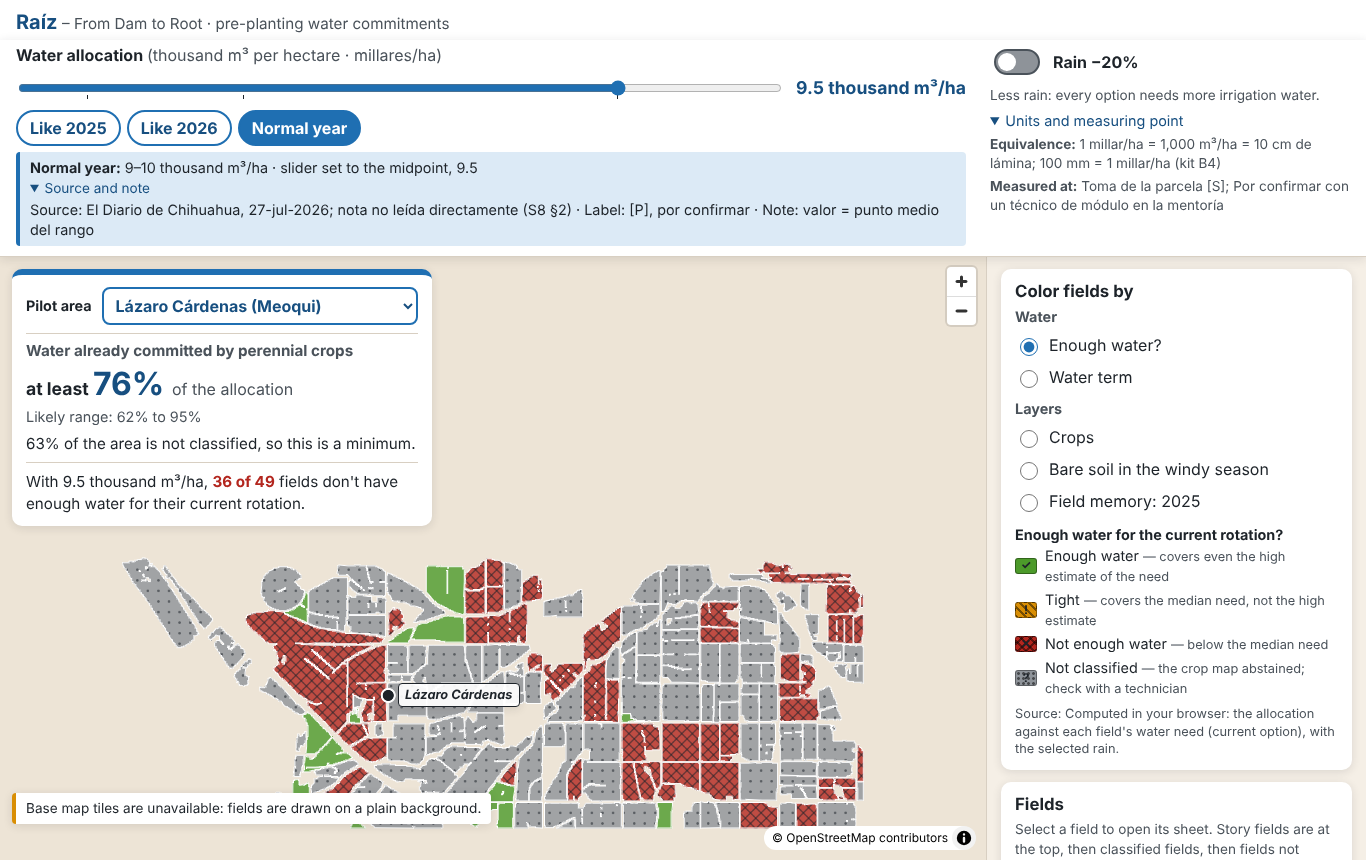 Raíz – From Dam to Root · pre-planting water commitments
Water allocation (thousand m³ per hectare · millares/ha)
9.5 thousand m³/ha
Like 2025
Like 2026
Normal year
Normal year: 9–10 thousand m³/ha · slider set to the midpoint, 9.5
▼ Source and note
Source: El Diario de Chihuahua, 27-jul-2026; nota no leída directamente (S8 §2) · Label: [P], por confirmar · Note: valor = punto medio
del rango
Rain −20%
Less rain: every option needs more irrigation water.
▼ Units and measuring point
Equivalence: 1 millar/ha = 1,000 m³/ha = 10 cm de
lámina; 100 mm = 1 millar/ha (kit B4)
Measured at: Toma de la parcela [S]; Por confirmar con
un técnico de módulo en la mentoría
Pilot area
Lázaro Cárdenas (Meoqui)
Water already committed by perennial crops
at least 76% of the allocation
Likely range: 62% to 95%
63% of the area is not classified, so this is a minimum.
With 9.5 thousand m³/ha, 36 of 49 fields don't have
enough water for their current rotation.
+
−
Lázaro Cárdenas
Base map tiles are unavailable: fields are drawn on a plain background.
© OpenStreetMap contributors
Color fields by
Water
Enough water?
Water term
Layers
Crops
Bare soil in the windy season
Field memory: 2025
Enough water for the current rotation?
Enough water — covers even the high
estimate of the need
Tight — covers the median need, not the high
estimate
Not enough water — below the median need
Not classified — the crop map abstained;
check with a technician
Source: Computed in your browser: the allocation
against each field's water need (current option), with
the selected rain.
Fields
Select a field to open its sheet. Story fields are at
the top, then classified fields, then fields not